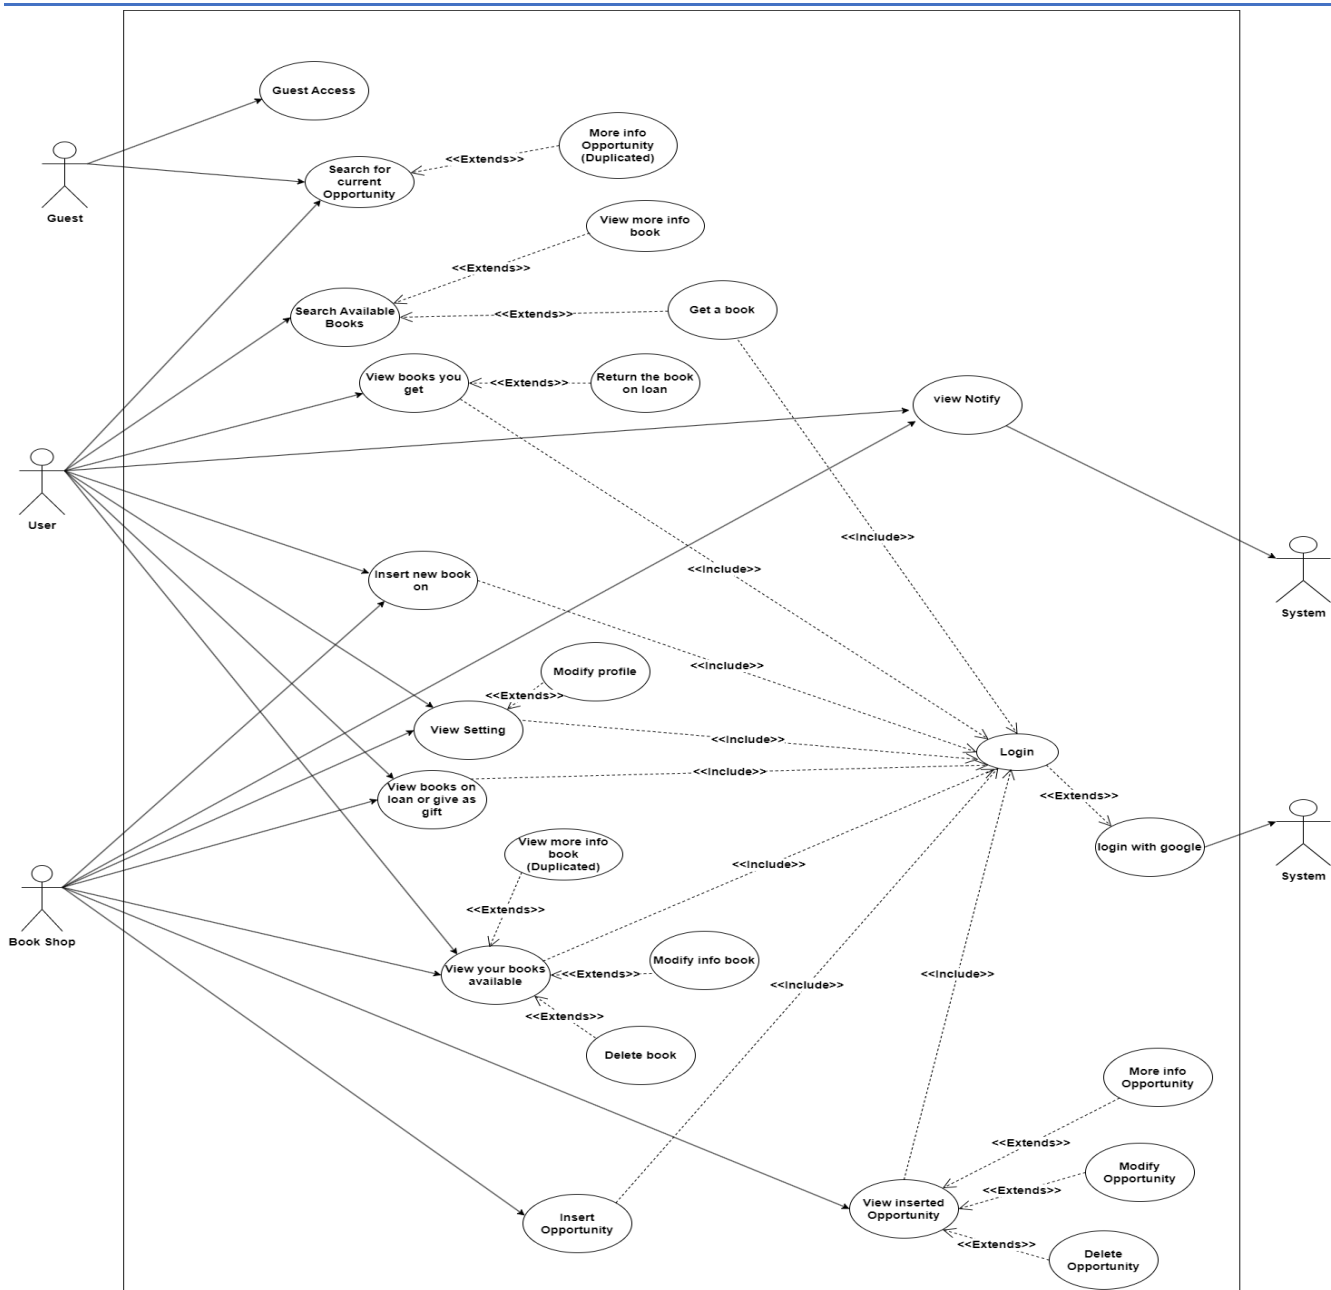 Guest Access
More info
Opportunity
(Duplicated)
<<Extends>>
Search for
current
Opportunity
Guest
View more info
book
<<Extends>>
Search Available
Books
<<Extends>>
Get a book
View books you
get
<<Extends>>
Return the book
on loan
view Notify
User
<<Include>>
<<Include>>
Insert new book
on
System
<<Include>>
Modify profile
<<Extends>>
View Setting
<<Include>>
Login
<<Include>>
View books on
loan or give as
gift
<<Extends>>
login with google
System
View more info
book
(Duplicated)
<<Include>>
<<Extends>>
Book Shop
View your books
available
<<Extends>>
Modify info book
<<Include>>
<<Include>>
<<Extends>>
Delete book
More info
Opportunity
<<Extends>>
Modify
Opportunity
<<Extends>>
View inserted
Opportunity
Insert
Opportunity
<<Extends>>
Delete
Opportunity